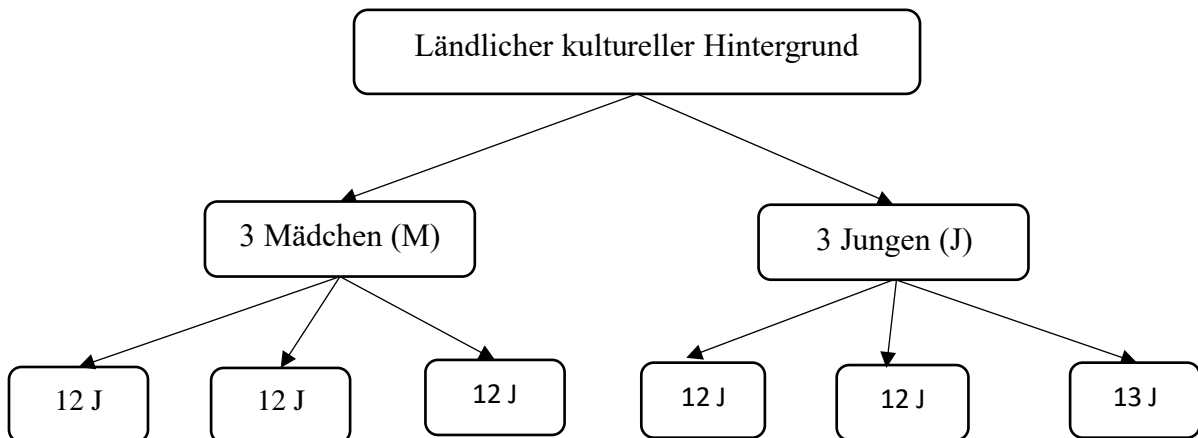 Ländlicher kultureller Hintergrund
3 Mädchen (M)
3 Jungen (J)
12 J
12 J
12 J
12 J
12 J
13 J